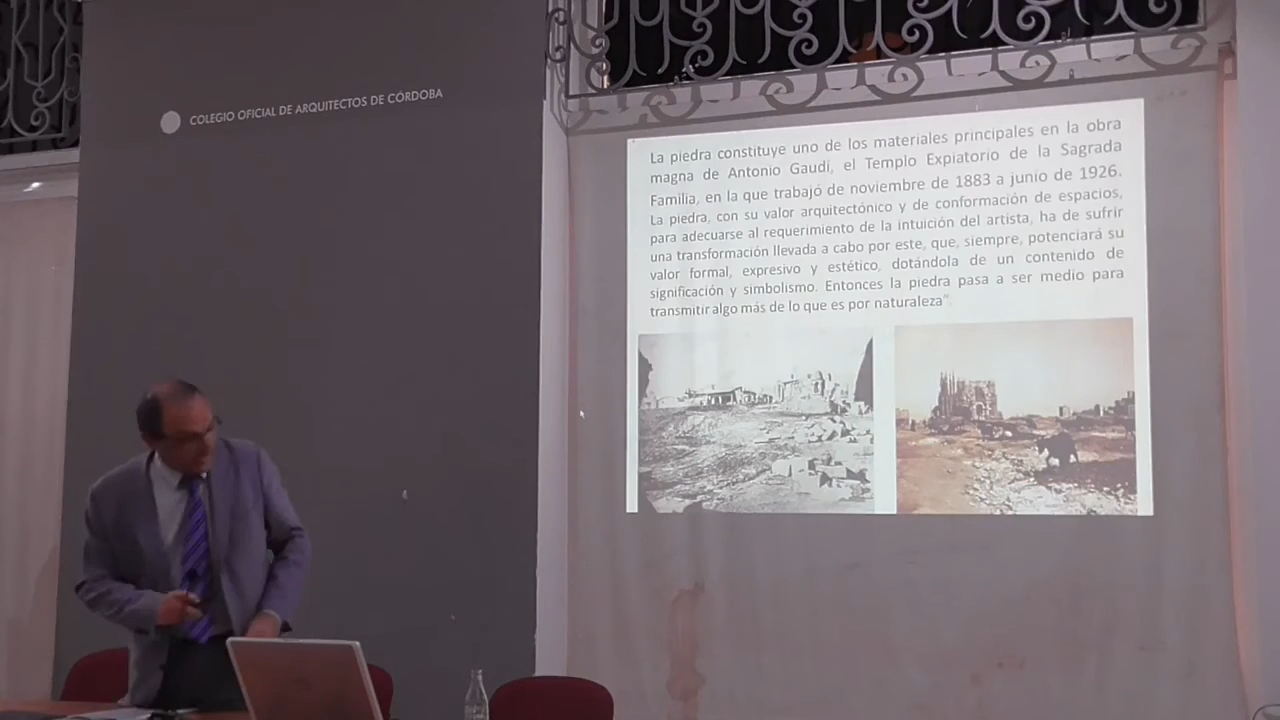 COLEGIO OFICIAL DE ARQUITECTOS DE CÓRDOBA
La piedra constituye uno de los materiales principales en la obra
magna de Antonio Gaudí, el Templo Expiatorio de la Sagrada
Familia, en la que trabajó de noviembre de 1883 a junio de 1926.
La piedra, con su valor arquitectónico y de conformación de espacios,
para adecuarse al requerimiento de la intuición del artista, ha de sufrir
una transformación llevada a cabo por este, que, siempre, potenciará su
valor formal, expresivo y estético, dotándola de un contenido de
significación y simbolismo. Entonces la piedra pasa a ser medio para
transmitir algo más de lo que es por naturaleza".